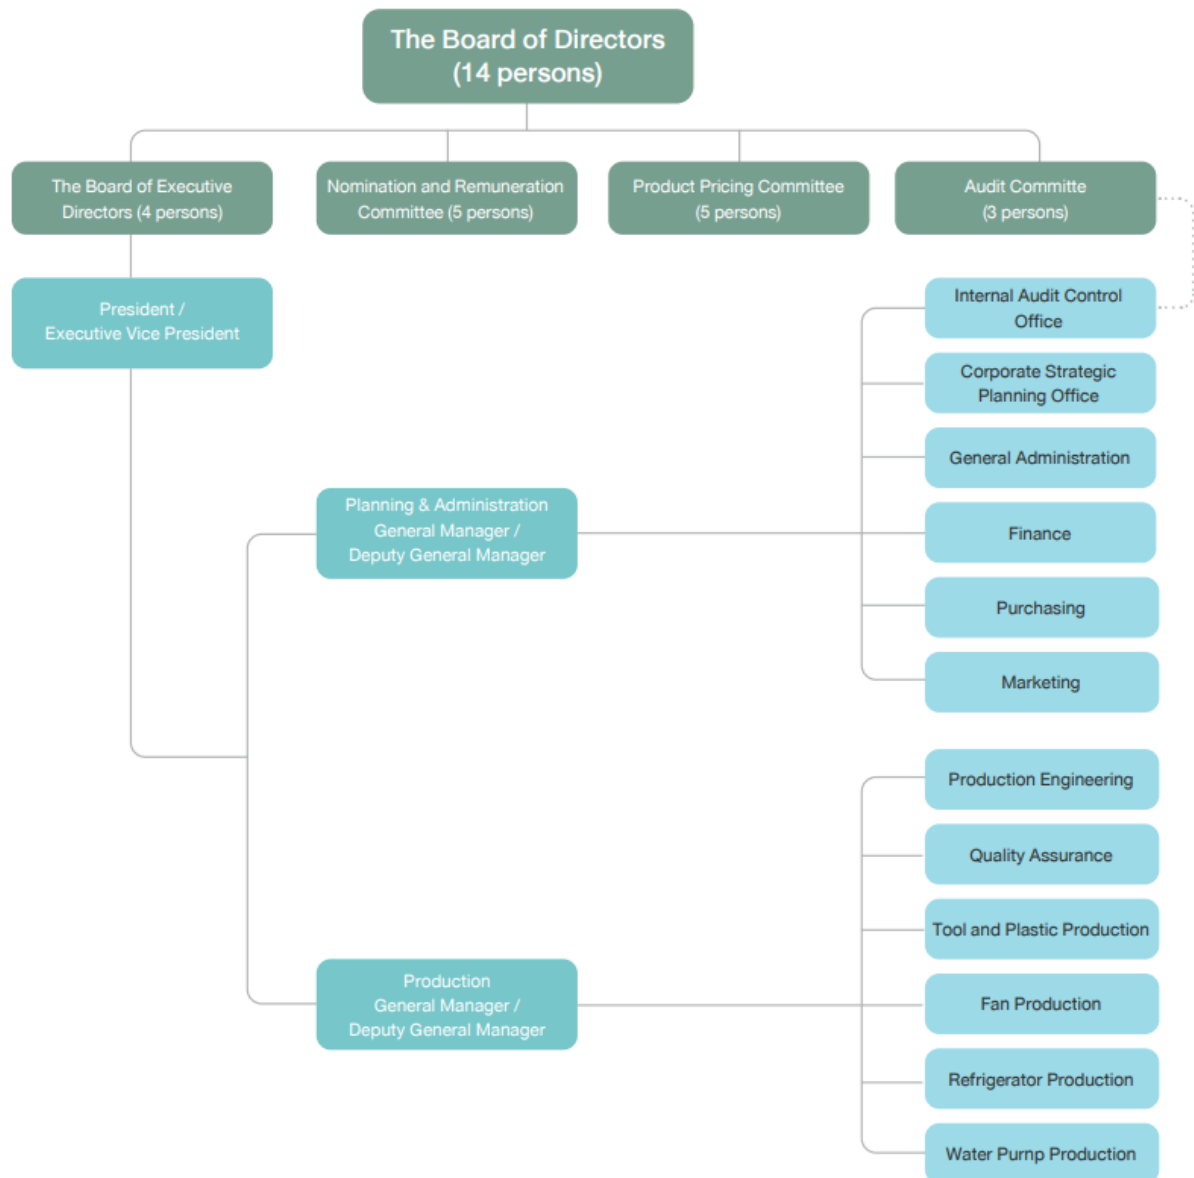 The Board of Directors
(14 persons)
The Board of Executive
Directors (4 persons)
Nomination and Remuneration
Committee (5 persons)
Product Pricing Committee
(5 persons)
Audit Committe
(3 persons)
President /
Executive Vice President
Internal Audit Control
Office
Corporate Strategic
Planning Office
General Administration
Planning & Administration
General Manager /
Deputy General Manager
Finance
Purchasing
Marketing
Production Engineering
Quality Assurance
Tool and Plastic Production
Production
General Manager /
Deputy General Manager
Fan Production
Refrigerator Production
Water Purnp Production